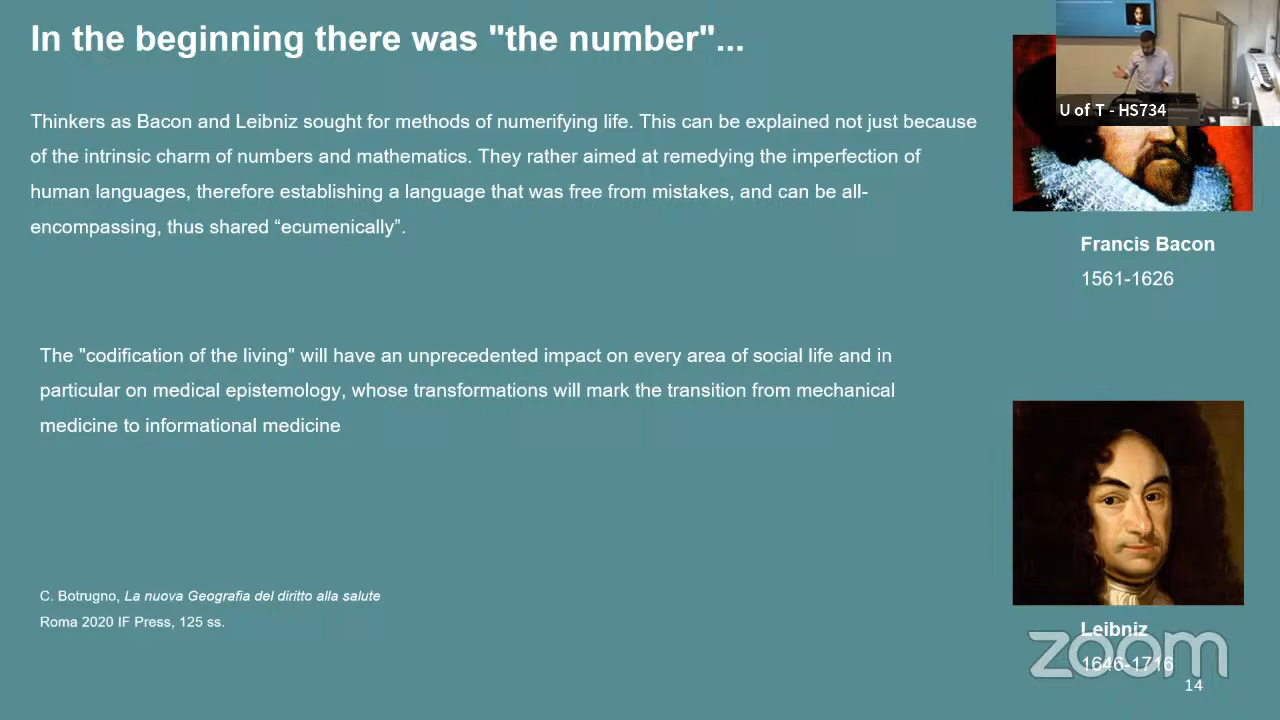 In the beginning there was "the number"...
U of T - HS734
Thinkers as Bacon and Leibniz sought for methods of numerifying life. This can be explained not just because
of the intrinsic charm of numbers and mathematics. They rather aimed at remedying the imperfection of
human languages, therefore establishing a language that was free from mistakes, and can be all-
encompassing, thus shared “ecumenically”.
Francis Bacon
1561-1626
The "codification of the living" will have an unprecedented impact on every area of social life and in
particular on medical epistemology, whose transformations will mark the transition from mechanical
medicine to informational medicine
C. Botrugno, La nuova Geografia del diritto alla salute
Roma 2020 IF Press, 125 ss.
Leibniz
1646-1716
zoom
14